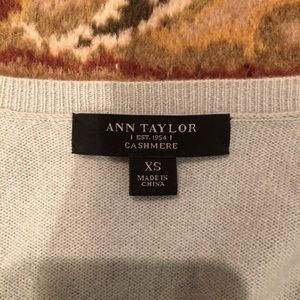 ANN TAYLOR
EST. 1954
CASHMERE
XS
MADE IN
CHINA